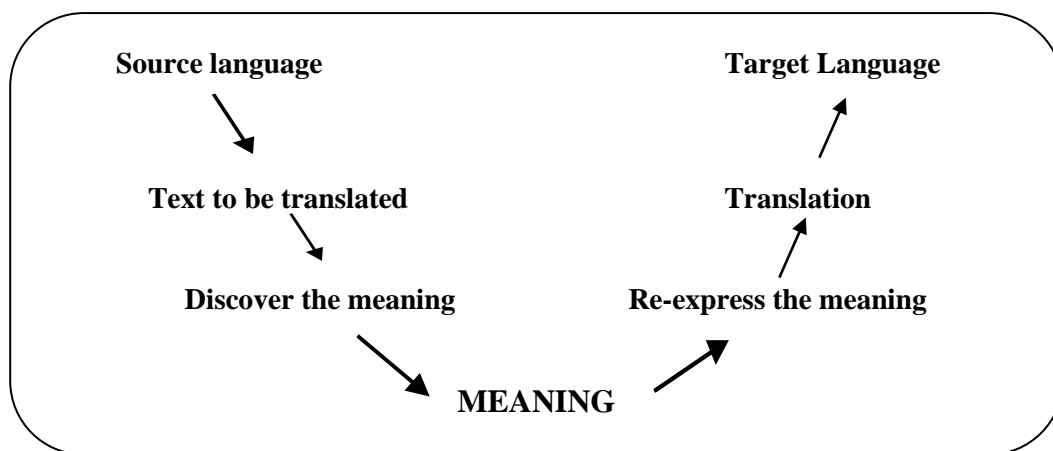 Source language
Target Language
Text to be translated
Translation
Discover the meaning
Re-express the meaning
MEANING